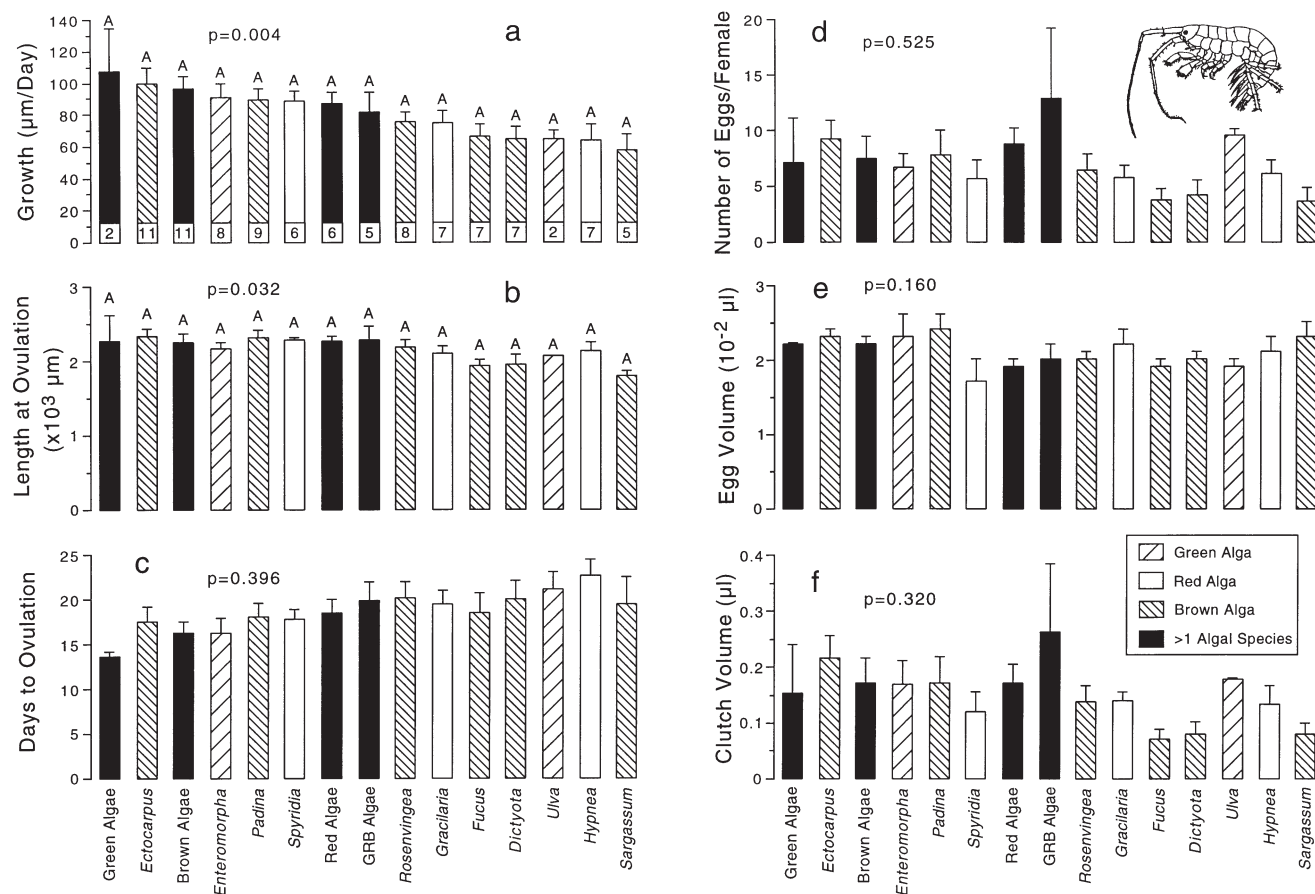 a
p=0.004
Growth (µm/Day)
140
120
100
80
60
40
20
0
A A A A A A A A A A A A A A A
2 11 11 8 9 6 6 5 8 7 7 7 2 7 5
b
p=0.032
Length at Ovulation
(x10³ µm)
3
2
1
0
A A A A A A A A A A A A A A A
c
p=0.396
Days to Ovulation
25
20
15
10
5
0
Green Algae
Ectocarpus
Brown Algae
Enteromorpha
Padina
Spyridia
Red Algae
GRB Algae
Rosenvingea
Gracilaria
Fucus
Dictyota
Ulva
Hypnea
Sargassum
d
p=0.525
Number of Eggs/Female
20
15
10
5
0
e
p=0.160
Egg Volume (10⁻² µl)
3
2
1
0
f
p=0.320
Clutch Volume (µl)
0.4
0.3
0.2
0.1
0
Green Alga
Red Alga
Brown Alga
>1 Algal Species
Green Algae
Ectocarpus
Brown Algae
Enteromorpha
Padina
Spyridia
Red Algae
GRB Algae
Rosenvingea
Gracilaria
Fucus
Dictyota
Ulva
Hypnea
Sargassum